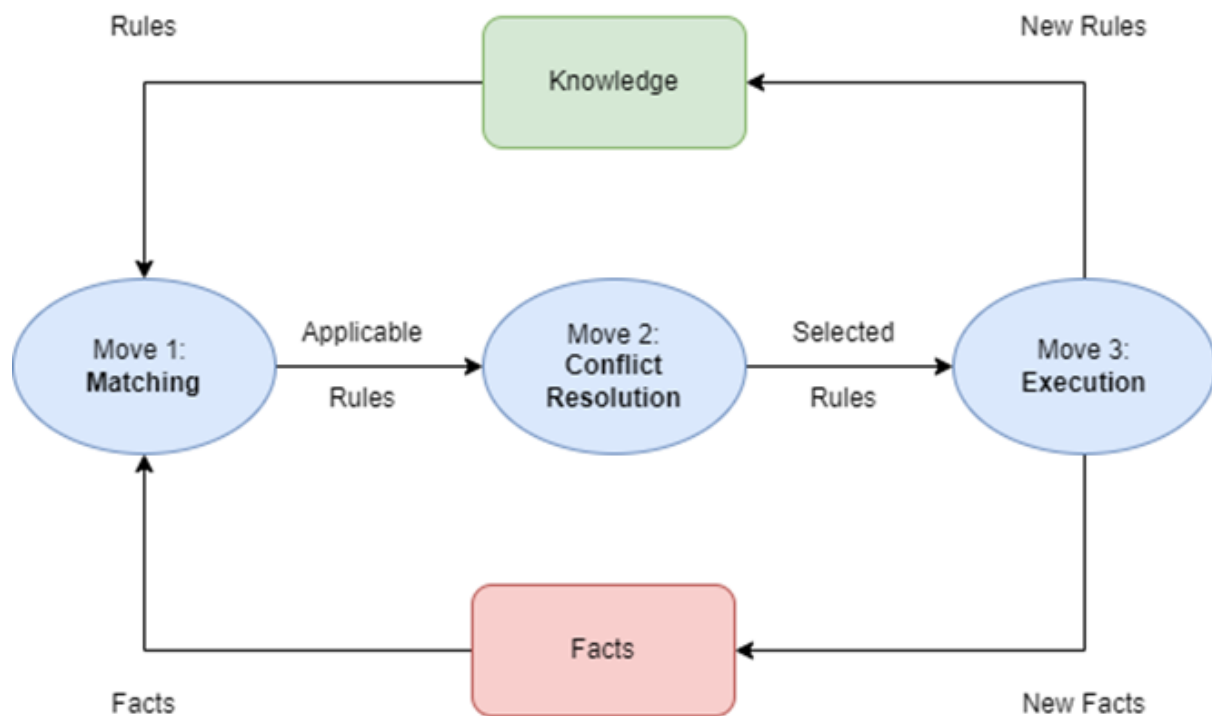 Rules
New Rules
Knowledge
Move 1:
Matching
Applicable
Rules
Move 2:
Conflict
Resolution
Selected
Rules
Move 3:
Execution
Facts
Facts
New Facts